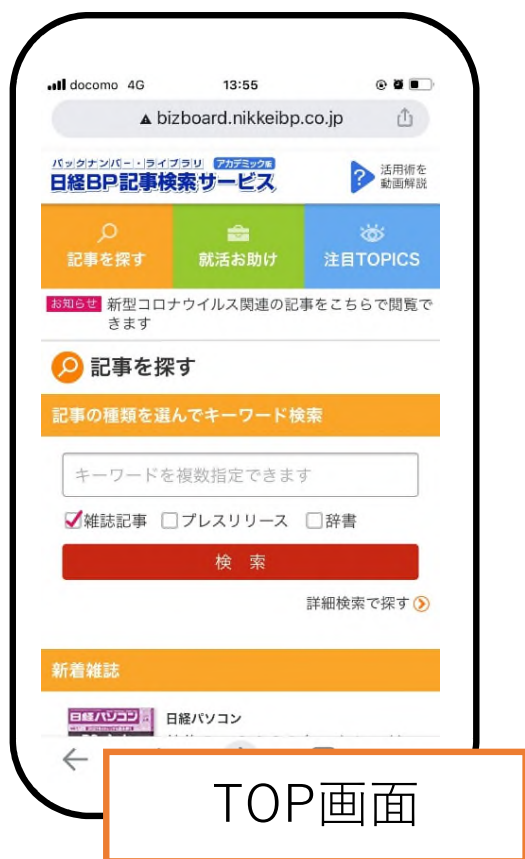 docomo 4G 13:55
bizboard.nikkeibp.co.jp
バックナンバー・ライブラリ アカデミック版
日経BP記事検索サービス
活用術を
動画解説
記事を探す 就活お助け 注目TOPICS
お知らせ 新型コロナウイルス関連の記事をこちらで閲覧で
きます
記事を探す
記事の種類を選んでキーワード検索
キーワードを複数指定できます
雑誌記事 プレスリリース 辞書
検 索
詳細検索で探す
新着雑誌
日経パソコン 日経パソコン
TOP画面